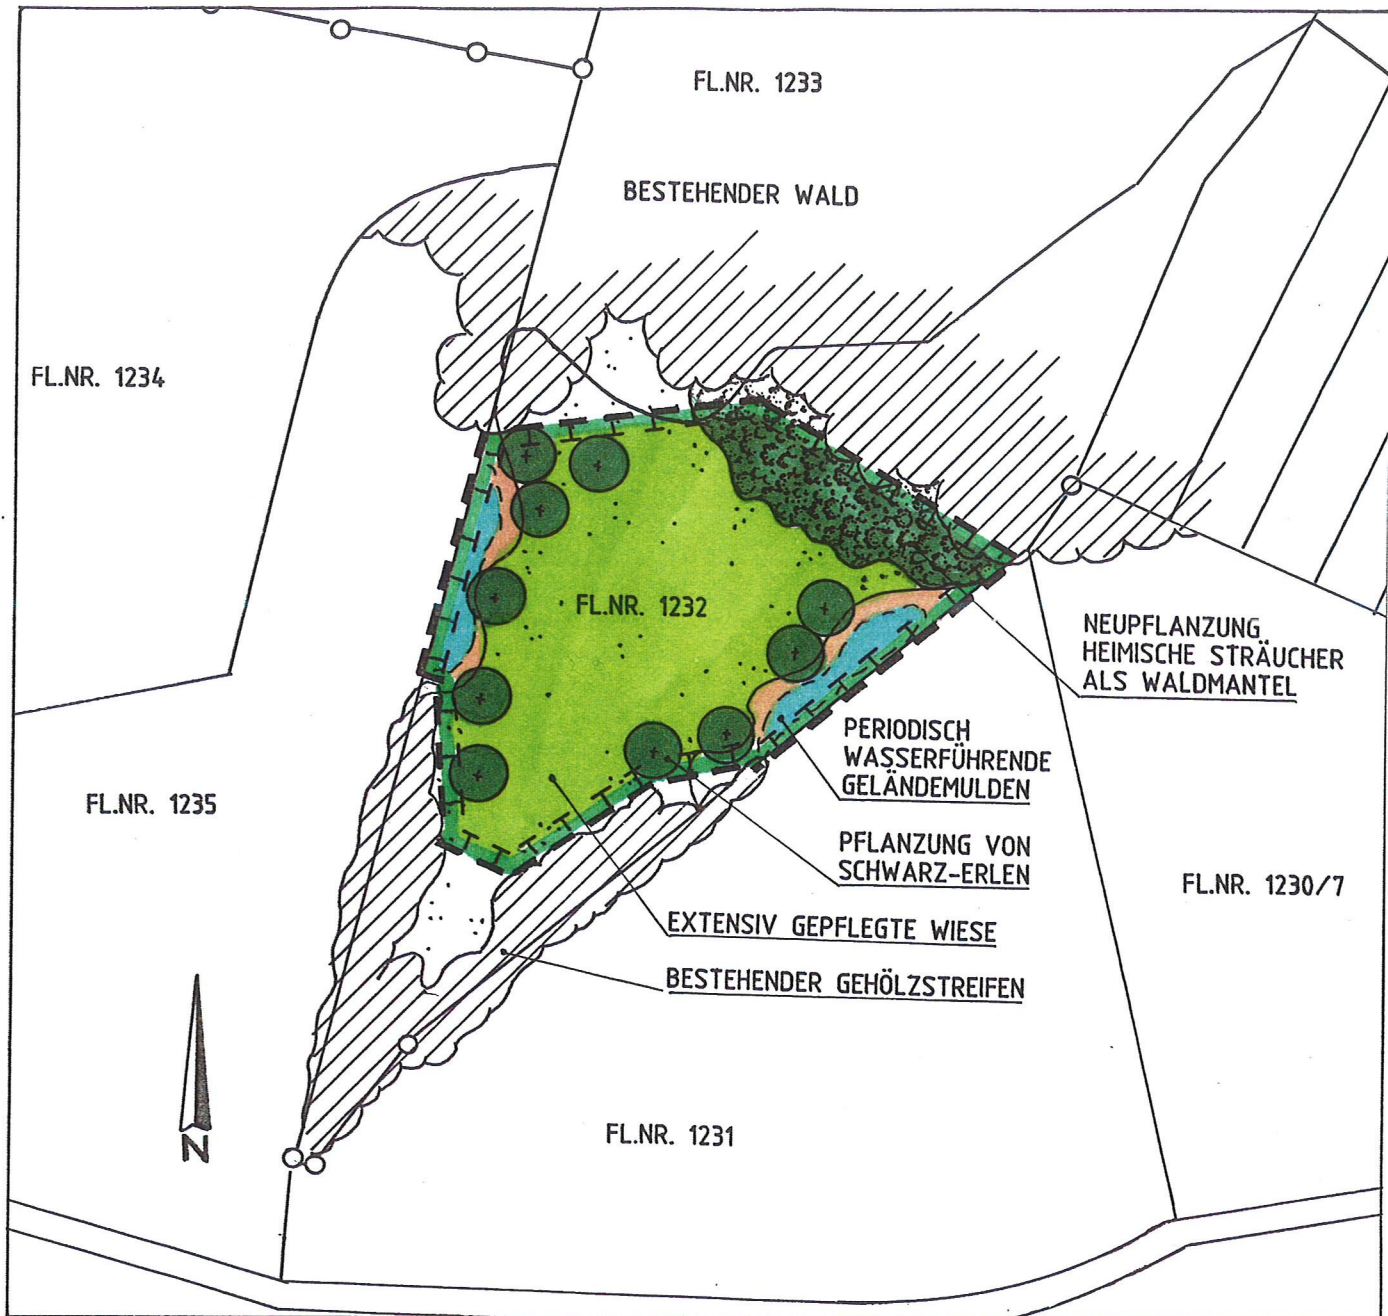 FL.NR. 1233
BESTEHENDER WALD
FL.NR. 1234
FL.NR. 1232
NEUPFLANZUNG
HEIMISCHE STRÄUCHER
ALS WALDMANTEL
PERIODISCH
WASSERFÜHRENDE
GELÄNDEMULDEN
FL.NR. 1235
PFLANZUNG VON
SCHWARZ-ERLEN
FL.NR. 1230/7
EXTENSIV GEPFLEGTE WIESE
BESTEHENDER GEHÖLZSTREIFEN
N
FL.NR. 1231